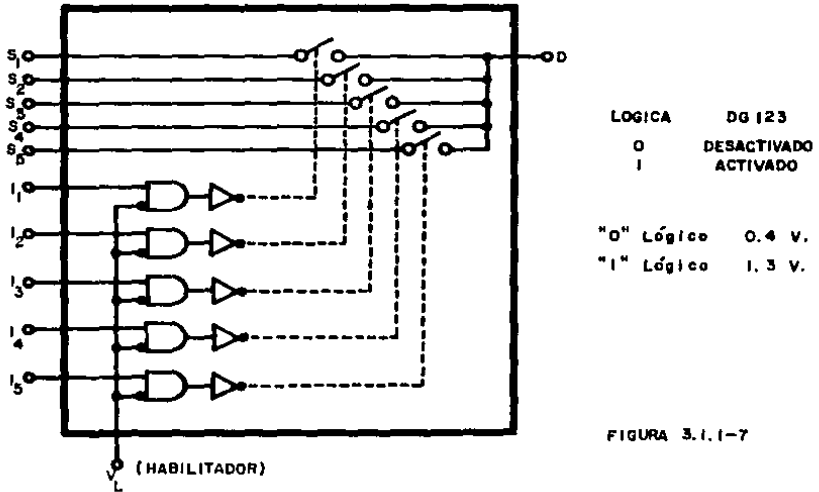 S1
S2
S3
S4
S5
D
I1
I2
I3
I4
I5
VL (HABILITADOR)
LOGICA DG 123
0 DESACTIVADO
1 ACTIVADO
"0" Lógico 0.4 V.
"1" Lógico 1.3 V.
FIGURA 3.1.1-7